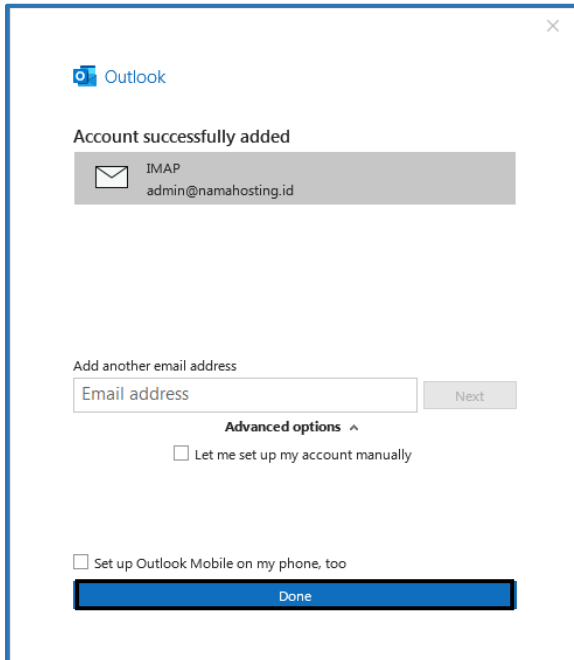 Outlook
Account successfully added
IMAP
admin@namahosting.id
Add another email address
Email address
Next
Advanced options
Let me set up my account manually
Set up Outlook Mobile on my phone, too
Done